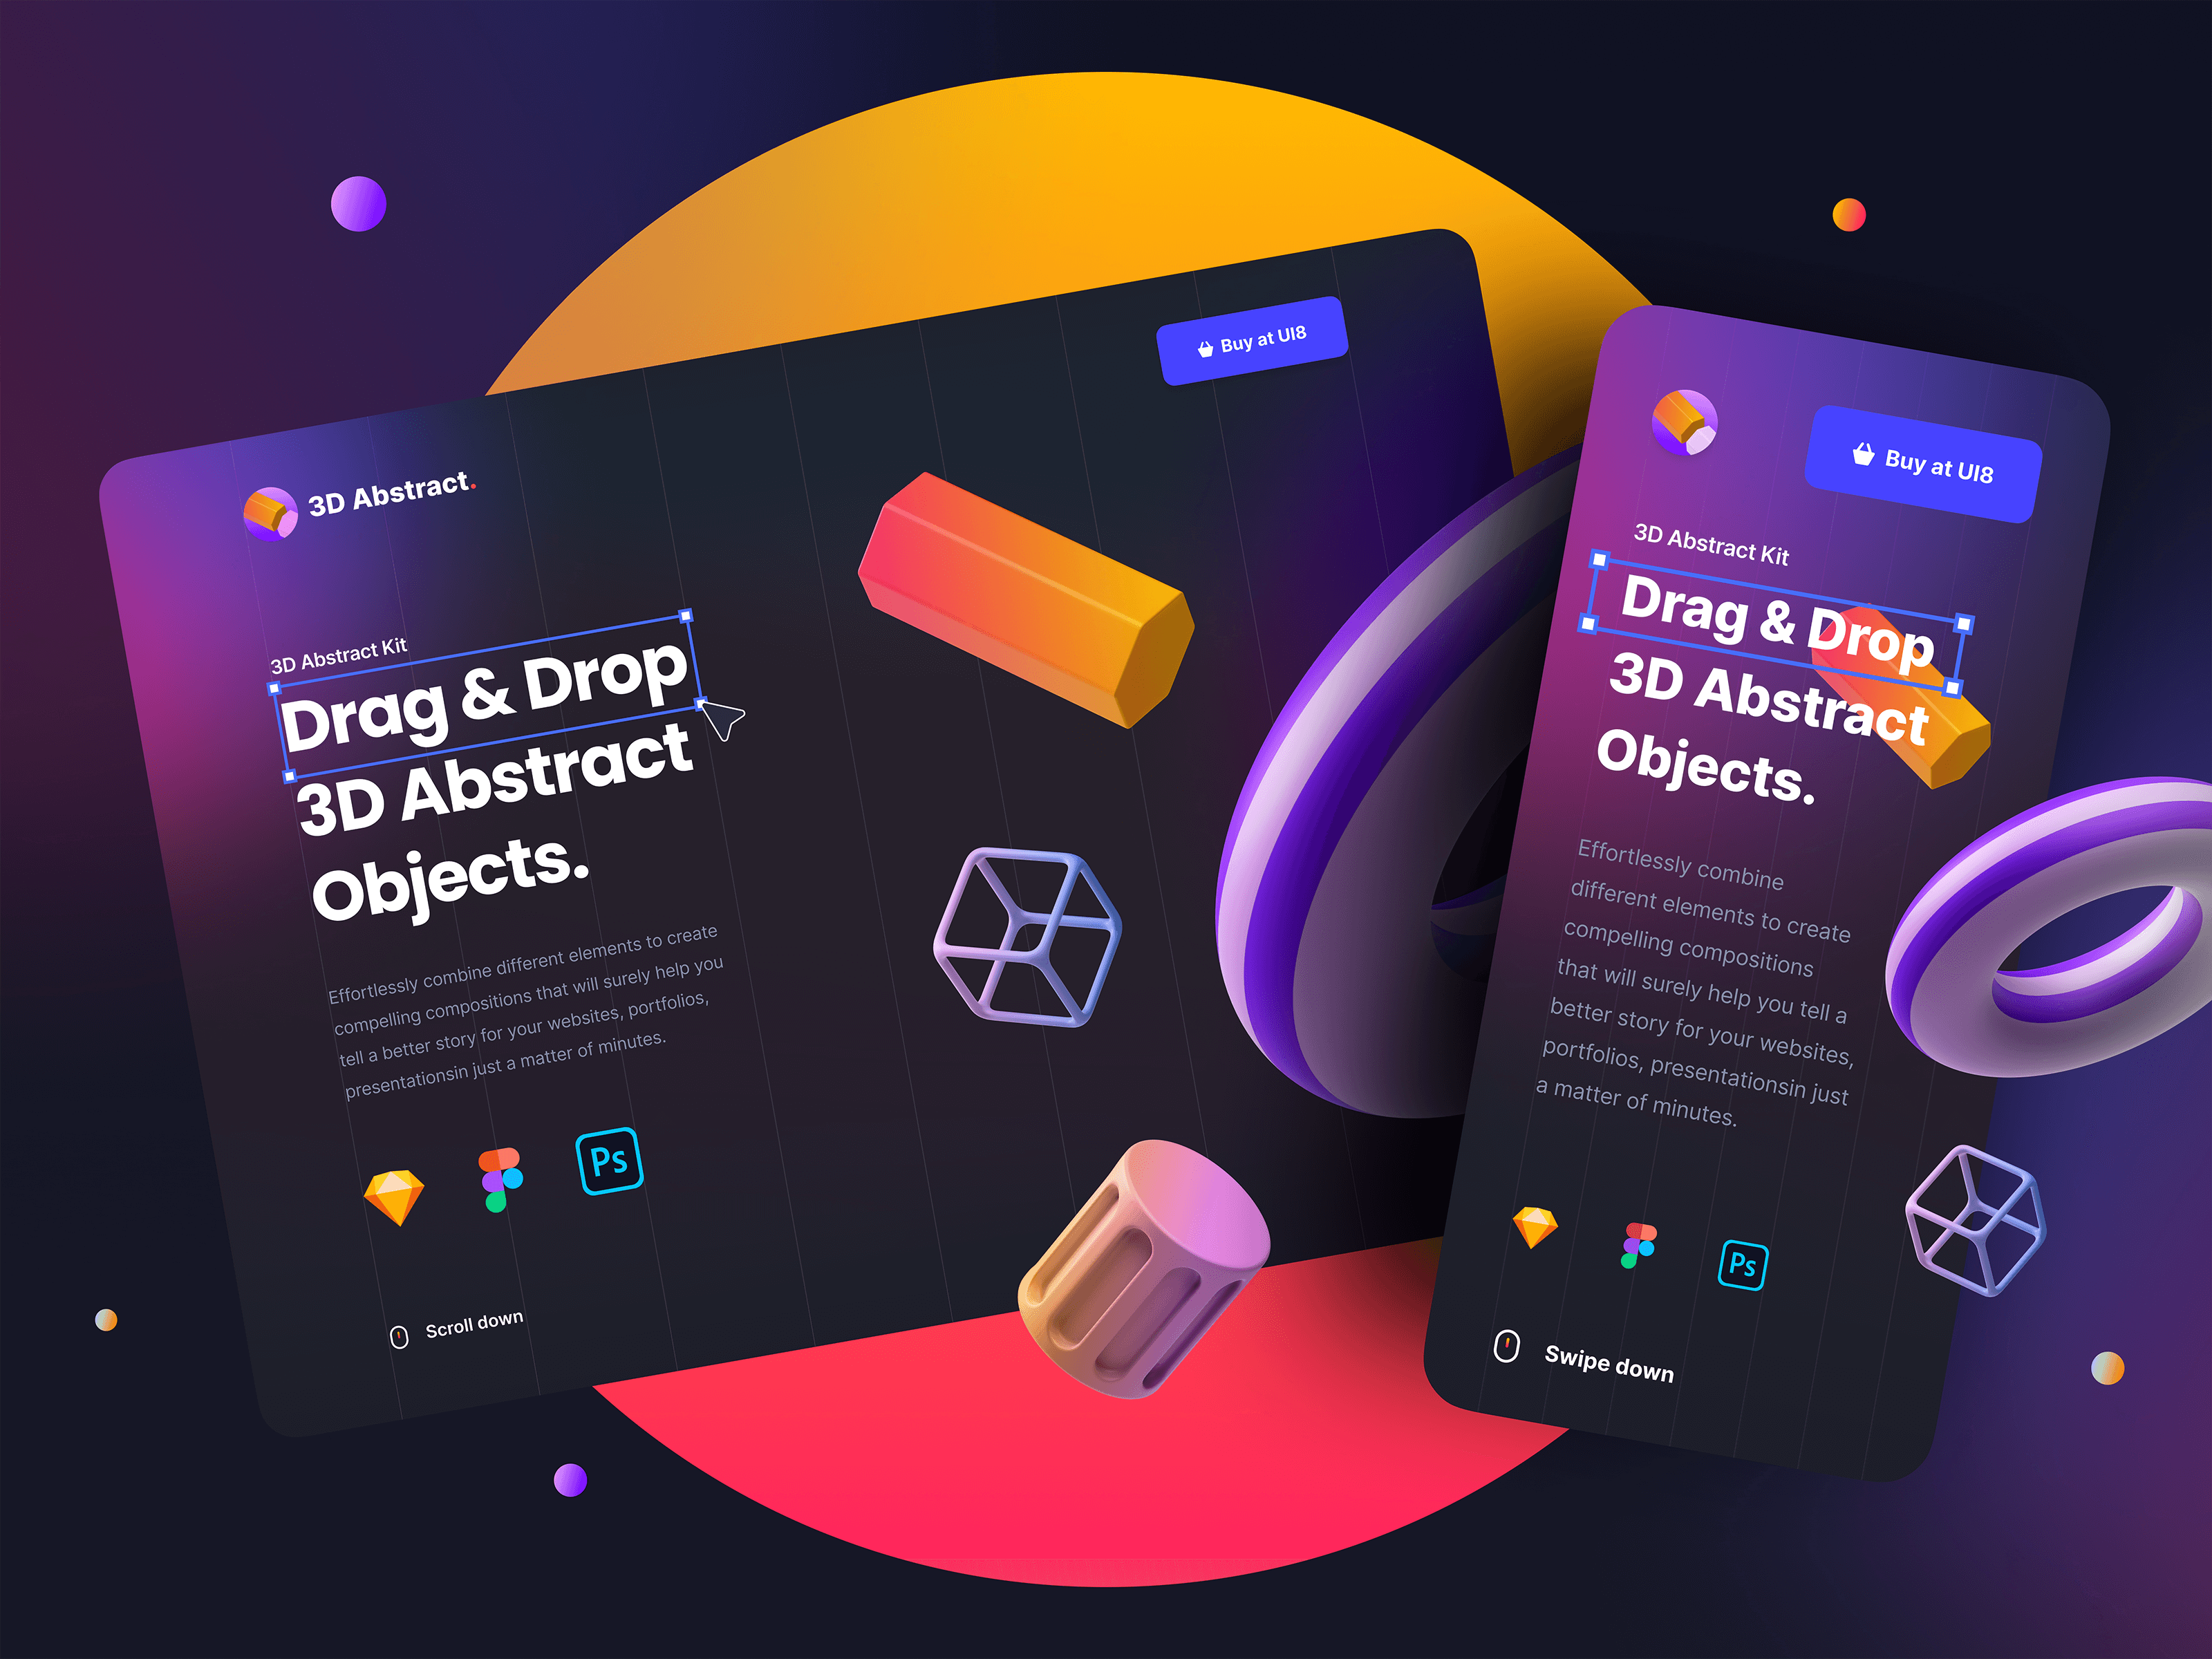 3D Abstract.
Buy at UI8
3D Abstract Kit
Drag & Drop
3D Abstract
Objects.
Effortlessly combine different elements to create
compelling compositions that will surely help you
tell a better story for your websites, portfolios,
presentationsin just a matter of minutes.
Ps
Scroll down
Buy at UI8
3D Abstract Kit
Drag & Drop
3D Abstract
Objects.
Effortlessly combine
different elements to create
compelling compositions
that will surely help you tell a
better story for your websites,
portfolios, presentationsin just
a matter of minutes.
Ps
Swipe down